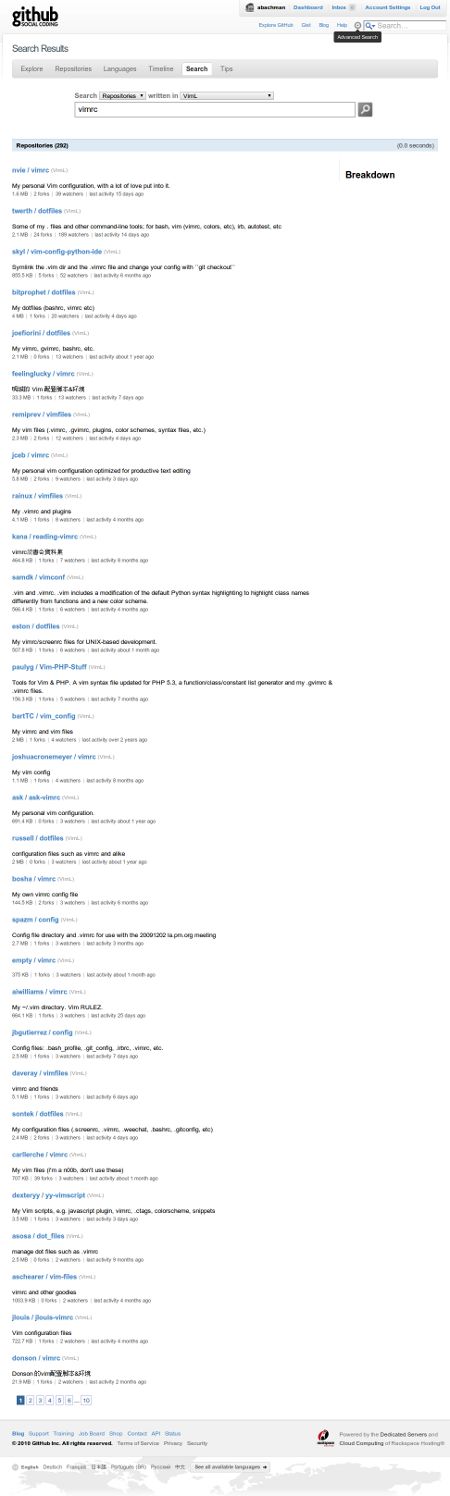 github
SOCIAL CODING
abachman Dashboard Inbox 0 Account Settings Log Out
Explore GitHub Gist Blog Help Search...
Advanced Search
Search Results
Explore Repositories Languages Timeline Search Tips
Search Repositories written in VimL
vimrc
Repositories (292) (0.0 seconds)
Breakdown
nvie / vimrc (VimL)
My personal Vim configuration, with a lot of love put into it.
1.6 MB | 2 forks | 39 watchers | last activity 15 days ago
twerth / dotfiles (VimL)
Some of my . files and other command-line tools; for bash, vim (vimrc, colors, etc), irb, autotest, etc
2.1 MB | 24 forks | 189 watchers | last activity 14 days ago
skyl / vim-config-python-ide (VimL)
Symlink the .vim dir and the .vimrc file and change your config with ``git checkout``
855.5 KB | 5 forks | 52 watchers | last activity 6 months ago
bitprophet / dotfiles (VimL)
My dotfiles (bashrc, vimrc etc)
4 MB | 1 forks | 20 watchers | last activity 4 days ago
joefiorini / dotfiles (VimL)
My vimrc, gvimrc, bashrc, etc.
2.1 MB | 0 forks | 13 watchers | last activity about 1 year ago
feelinglucky / vimrc (VimL)
的 Vim 配置脚本&环境
33.3 MB | 1 forks | 13 watchers | last activity 7 days ago
remiprev / vimfiles (VimL)
My vim files (.vimrc, .gvimrc, plugins, color schemes, syntax files, etc.)
2.3 MB | 2 forks | 12 watchers | last activity 4 days ago
jceb / vimrc (VimL)
My personal vim configuration optimized for productive text editing
5.8 MB | 2 forks | 9 watchers | last activity 3 days ago
rainux / vimfiles (VimL)
My .vimrc and plugins
4.1 MB | 1 forks | 8 watchers | last activity 4 months ago
kana / reading-vimrc (VimL)
vimrc読書会資料集
464.8 KB | 1 forks | 7 watchers | last activity 8 months ago
samdk / vimconf (VimL)
.vim and .vimrc. .vim includes a modification of the default Python syntax highlighting to highlight class names
differently from functions and a new color scheme.
566.4 KB | 1 forks | 6 watchers | last activity 4 months ago
eston / dotfiles (VimL)
My vimrc/screenrc files for UNIX-based development.
507.8 KB | 1 forks | 6 watchers | last activity about 1 month ago
paulyg / Vim-PHP-Stuff (VimL)
Tools for Vim & PHP. A vim syntax file updated for PHP 5.3, a function/class/constant list generator and my .gvimrc &
.vimrc files.
156.3 KB | 1 forks | 5 watchers | last activity 7 months ago
bartTC / vim_config (VimL)
My vimrc and vim files
2 MB | 1 forks | 4 watchers | last activity over 2 years ago
joshuacronemeyer / vimrc (VimL)
My vim config
1.1 MB | 1 forks | 4 watchers | last activity 8 months ago
ask / ask-vimrc (VimL)
My personal vim configuration.
691.4 KB | 0 forks | 3 watchers | last activity about 1 year ago
russell / dotfiles (VimL)
configuration files such as vimrc and alike
2 MB | 0 forks | 3 watchers | last activity about 1 year ago
bosha / vimrc (VimL)
My own vimrc config file
144.5 KB | 2 forks | 3 watchers | last activity 6 months ago
spazm / config (VimL)
Config file directory and .vimrc for use with the 20091202 la.pm.org meeting
2.7 MB | 1 forks | 3 watchers | last activity 3 months ago
empty / vimrc (VimL)
375 KB | 1 forks | 3 watchers | last activity about 1 month ago
aiwilliams / vimrc (VimL)
My ~/.vim directory. Vim RULEZ.
664.1 KB | 1 forks | 3 watchers | last activity 25 days ago
jbgutierrez / config (VimL)
Config files: .bash_profile, .git_config, .irbrc, .vimrc, etc.
2.5 MB | 1 forks | 3 watchers | last activity 7 days ago
daveray / vimfiles (VimL)
vimrc and friends
5.1 MB | 1 forks | 3 watchers | last activity 6 days ago
sontek / dotfiles (VimL)
My configuration files (.screenrc, .vimrc, .weechat, .bashrc, .gitconfig, etc)
2.4 MB | 2 forks | 3 watchers | last activity 4 days ago
carllerche / vimrc (VimL)
My vim files (I'm a n00b, don't use these)
707 KB | 39 forks | 3 watchers | last activity about 1 month ago
dexteryy / yy-vimscript (VimL)
My Vim scripts, e.g. javascript plugin, vimrc, .ctags, colorscheme, snippets
3.5 MB | 1 forks | 3 watchers | last activity 3 days ago
asosa / dot_files (VimL)
manage dot files such as .vimrc
2.5 MB | 0 forks | 2 watchers | last activity 9 months ago
aschearer / vim-files (VimL)
vimrc and other goodies
1033.9 KB | 0 forks | 2 watchers | last activity 4 months ago
jlouis / jlouis-vimrc (VimL)
Vim configuration files
722.7 KB | 1 forks | 2 watchers | last activity 4 months ago
donson / vimrc (VimL)
Donson 的vim配置脚本&环境
21.9 MB | 1 forks | 2 watchers | last activity 2 months ago
1 2 3 4 5 6 ... 10
Blog Support Training Job Board Shop Contact API Status
© 2010 GitHub Inc. All rights reserved. Terms of Service Privacy Security
Powered by the Dedicated Servers and
Cloud Computing of Rackspace Hosting®
English Deutsch Français 日本語 Português (BR) Русский 中文 See all available languages